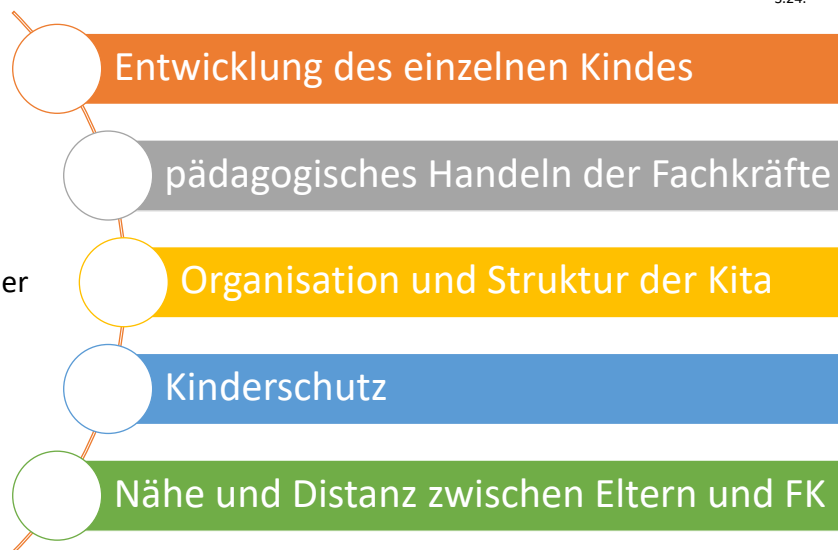 S.24.
Entwicklung des einzelnen Kindes
pädagogisches Handeln der Fachkräfte
er
Organisation und Struktur der Kita
Kinderschutz
Nähe und Distanz zwischen Eltern und FK